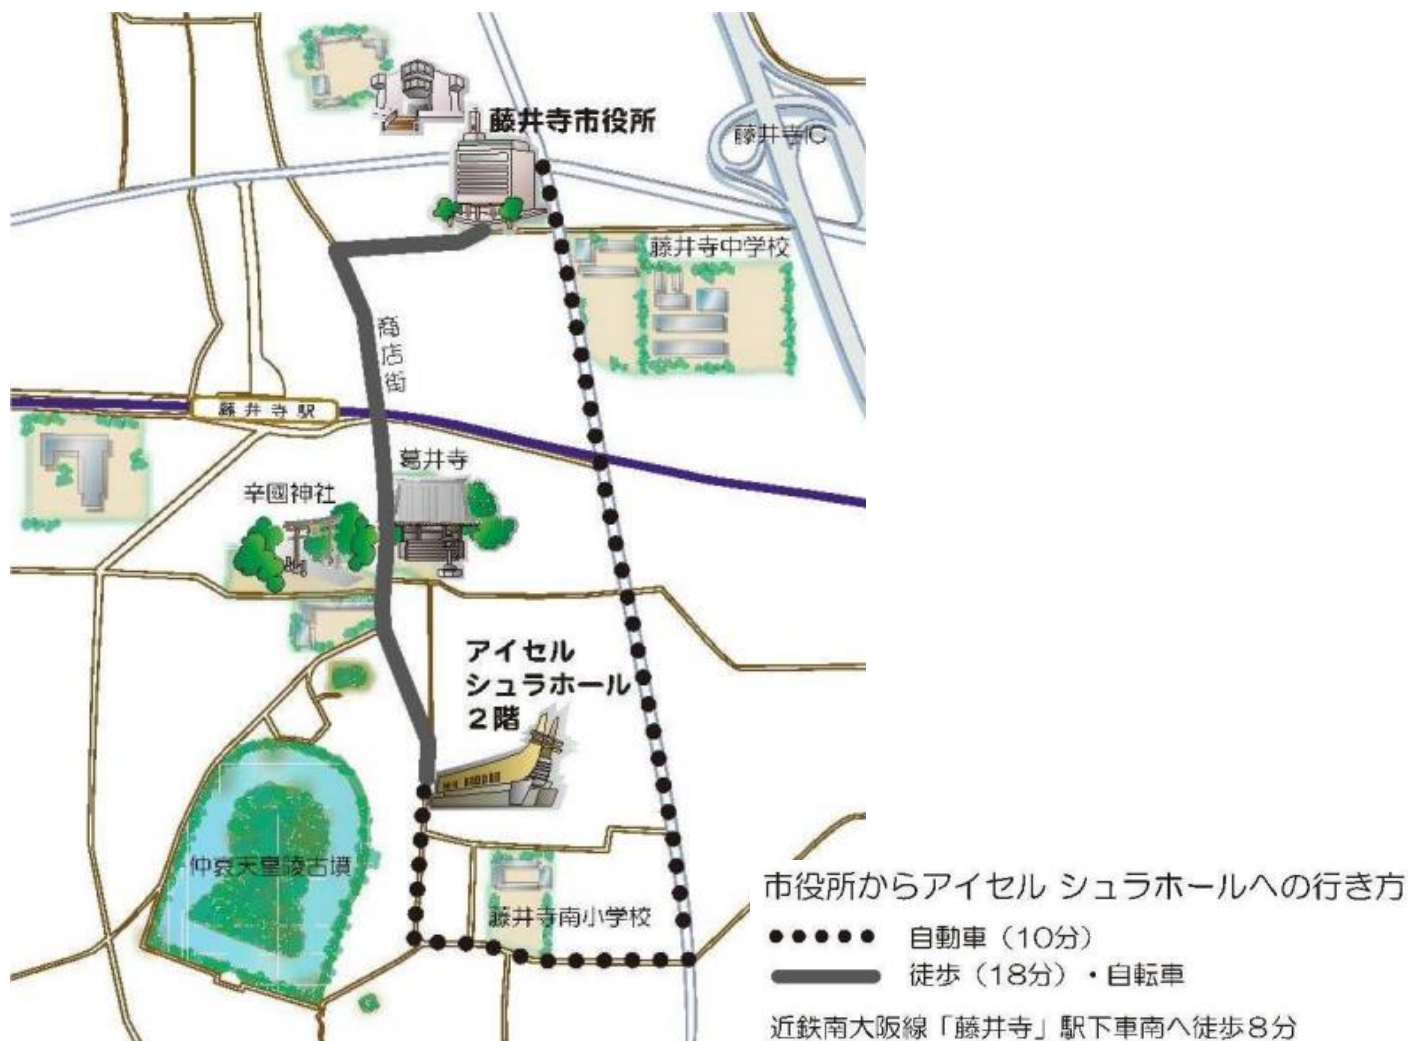 藤井寺市役所
藤井寺IC
藤井寺中学校
商店街
藤井寺駅
葛井寺
辛國神社
アイセル
シュラホール
2階
仲哀天皇陵古墳
藤井寺南小学校
市役所からアイセル シュラホールへの行き方
自動車（10分）
徒歩（18分）・自転車
近鉄南大阪線「藤井寺」駅下車南へ徒歩8分